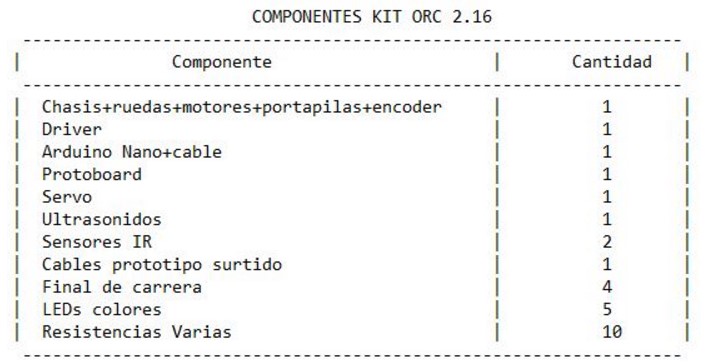 COMPONENTES KIT ORC 2.16
--------------------------------------------------------------------
| Componente | Cantidad |
--------------------------------------------------------------------
| Chasis+ruedas+motores+portapilas+encoder | 1 |
| Driver | 1 |
| Arduino Nano+cable | 1 |
| Protoboard | 1 |
| Servo | 1 |
| Ultrasonidos | 1 |
| Sensores IR | 2 |
| Cables prototipo surtido | 1 |
| Final de carrera | 4 |
| LEDs colores | 5 |
| Resistencias Varias | 10 |
--------------------------------------------------------------------